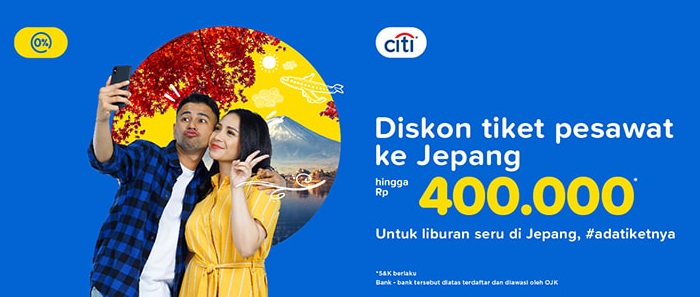 0%
citi
Diskon tiket pesawat
ke Jepang
hingga
Rp 400.000*
Untuk liburan seru di Jepang, #adatiketnya
*S&K berlaku
Bank - bank tersebut diatas terdaftar dan diawasi oleh OJK